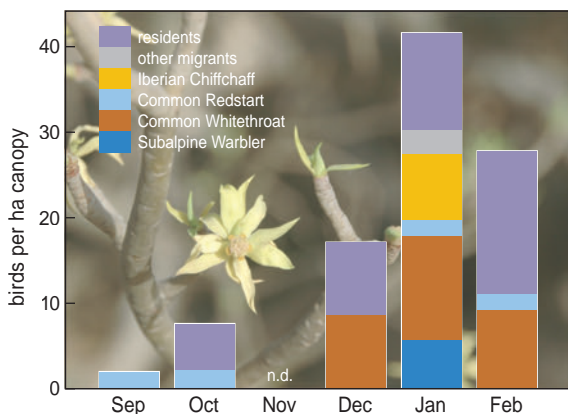 birds per ha canopy
40
30
20
10
0
residents
other migrants
Iberian Chiffchaff
Common Redstart
Common Whitethroat
Subalpine Warbler
n.d.
Sep Oct Nov Dec Jan Feb